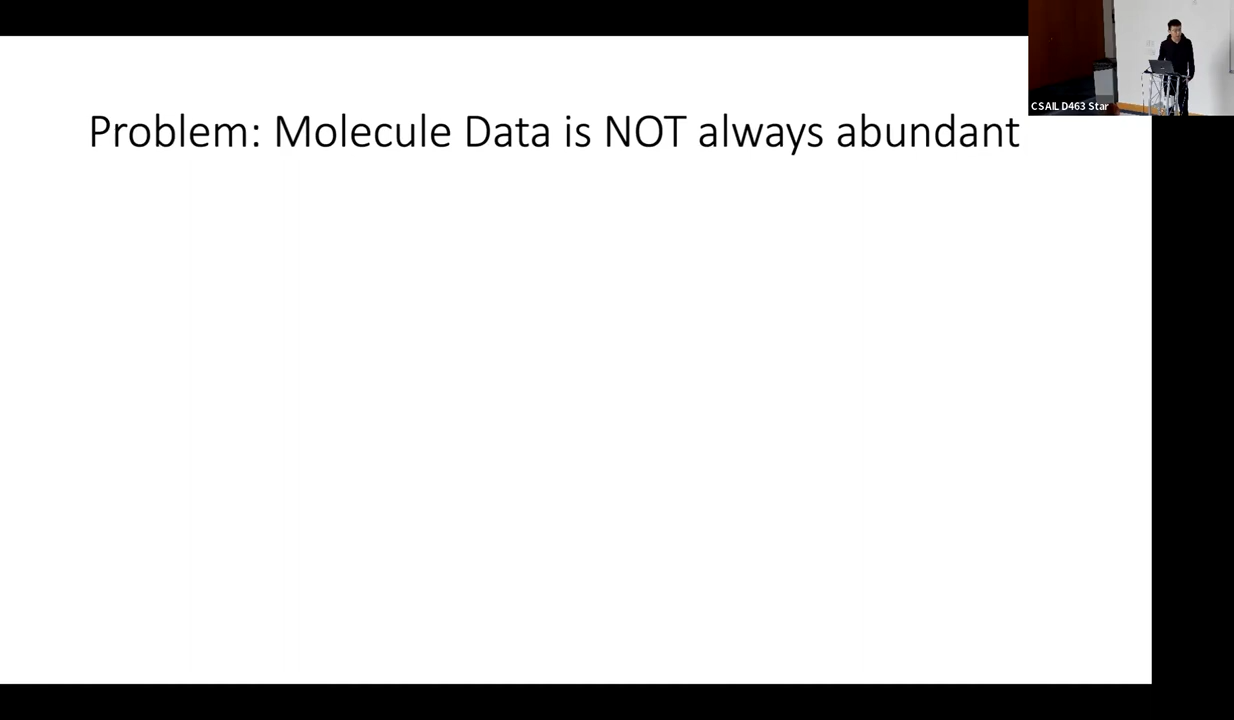 Problem: Molecule Data is NOT always abundant
CSAIL D463 Star